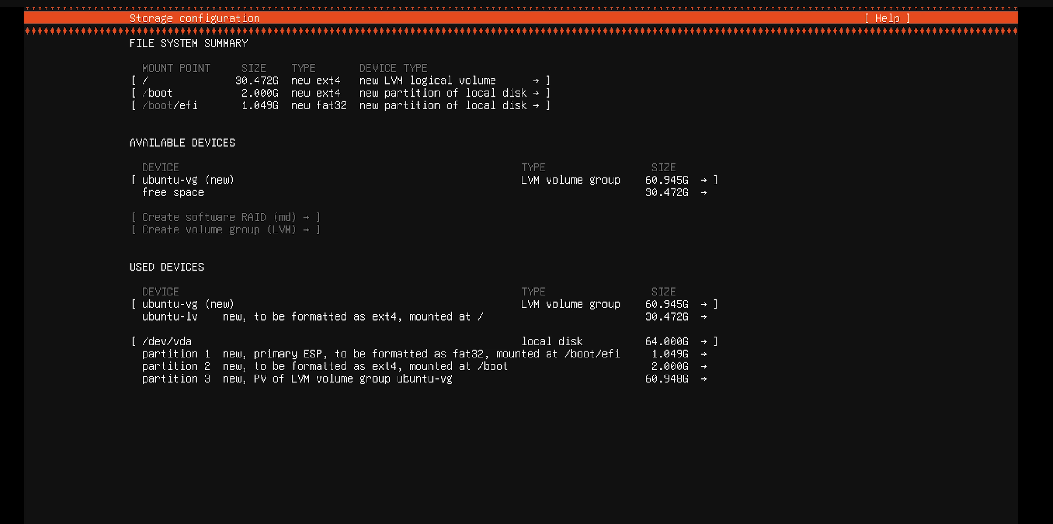 Storage configuration [ Help ]
FILE SYSTEM SUMMARY
MOUNT POINT SIZE TYPE DEVICE TYPE
[ / 30.472G new ext4 new LVM logical volume → ]
[ /boot 2.000G new ext4 new partition of local disk → ]
[ /boot/efi 1.049G new fat32 new partition of local disk → ]
AVAILABLE DEVICES
DEVICE TYPE SIZE
[ ubuntu-vg (new) LVM volume group 60.945G → ]
free space 30.472G →
[ Create software RAID (md) → ]
[ Create volume group (LVM) → ]
USED DEVICES
DEVICE TYPE SIZE
[ ubuntu-vg (new) LVM volume group 60.945G → ]
ubuntu-lv new, to be formatted as ext4, mounted at / 30.472G →
[ /dev/vda local disk 64.000G → ]
partition 1 new, primary ESP, to be formatted as fat32, mounted at /boot/efi 1.049G →
partition 2 new, to be formatted as ext4, mounted at /boot 2.000G →
partition 3 new, PV of LVM volume group ubuntu-vg 60.948G →